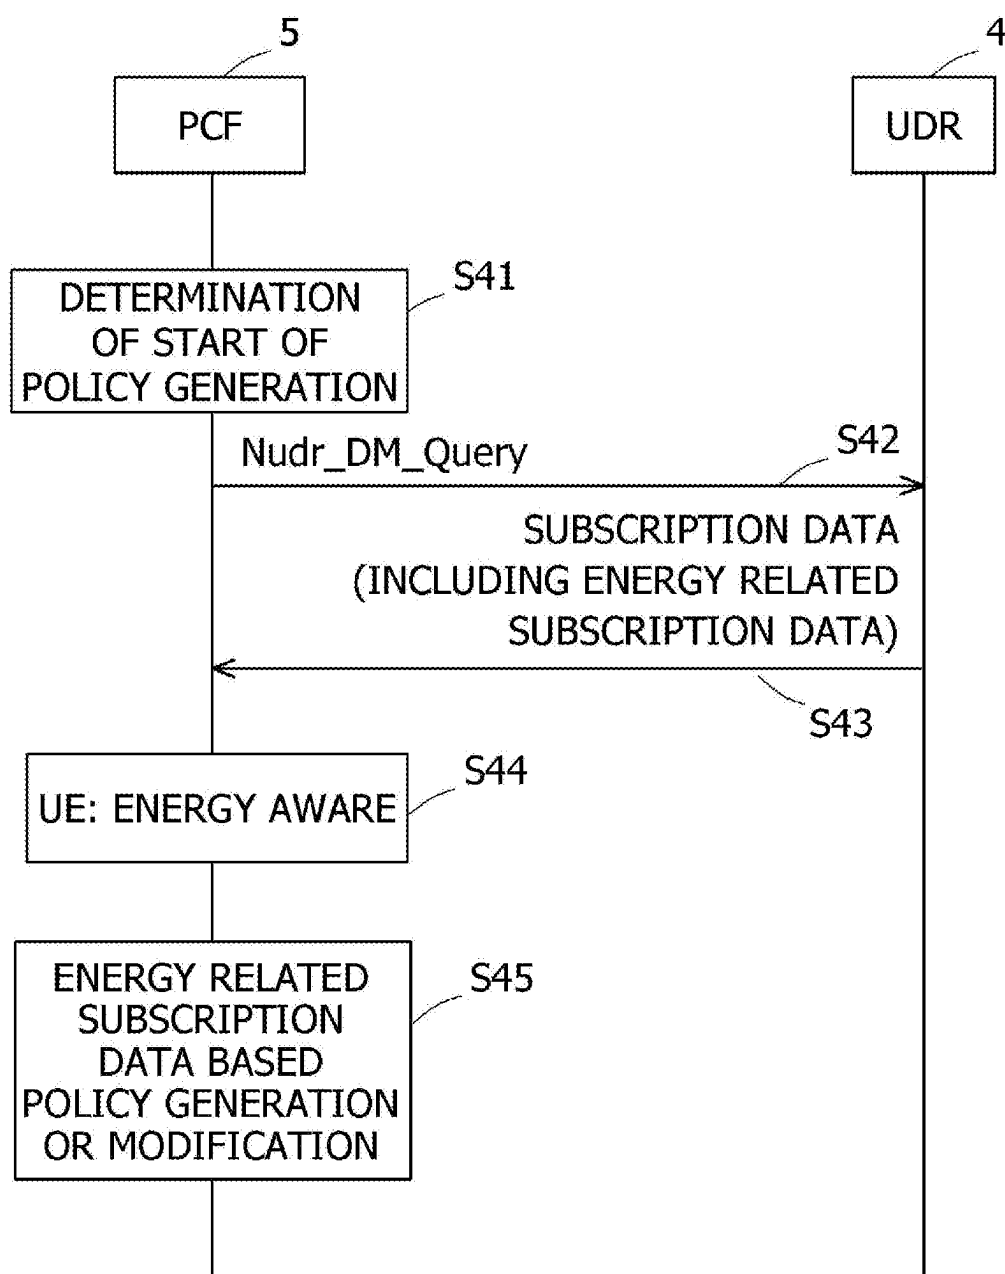 5
4
PCF
UDR
S41
DETERMINATION
OF START OF
POLICY GENERATION
Nudr_DM_Query
S42
SUBSCRIPTION DATA
(INCLUDING ENERGY RELATED
SUBSCRIPTION DATA)
S43
S44
UE: ENERGY AWARE
S45
ENERGY RELATED
SUBSCRIPTION
DATA BASED
POLICY GENERATION
OR MODIFICATION